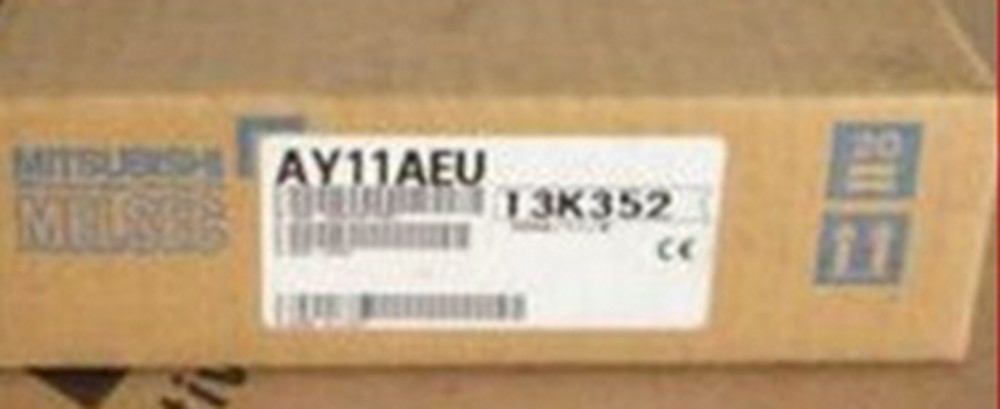 MITSUBISHI
MELSEC
AY11AEU
13K352
CE
20